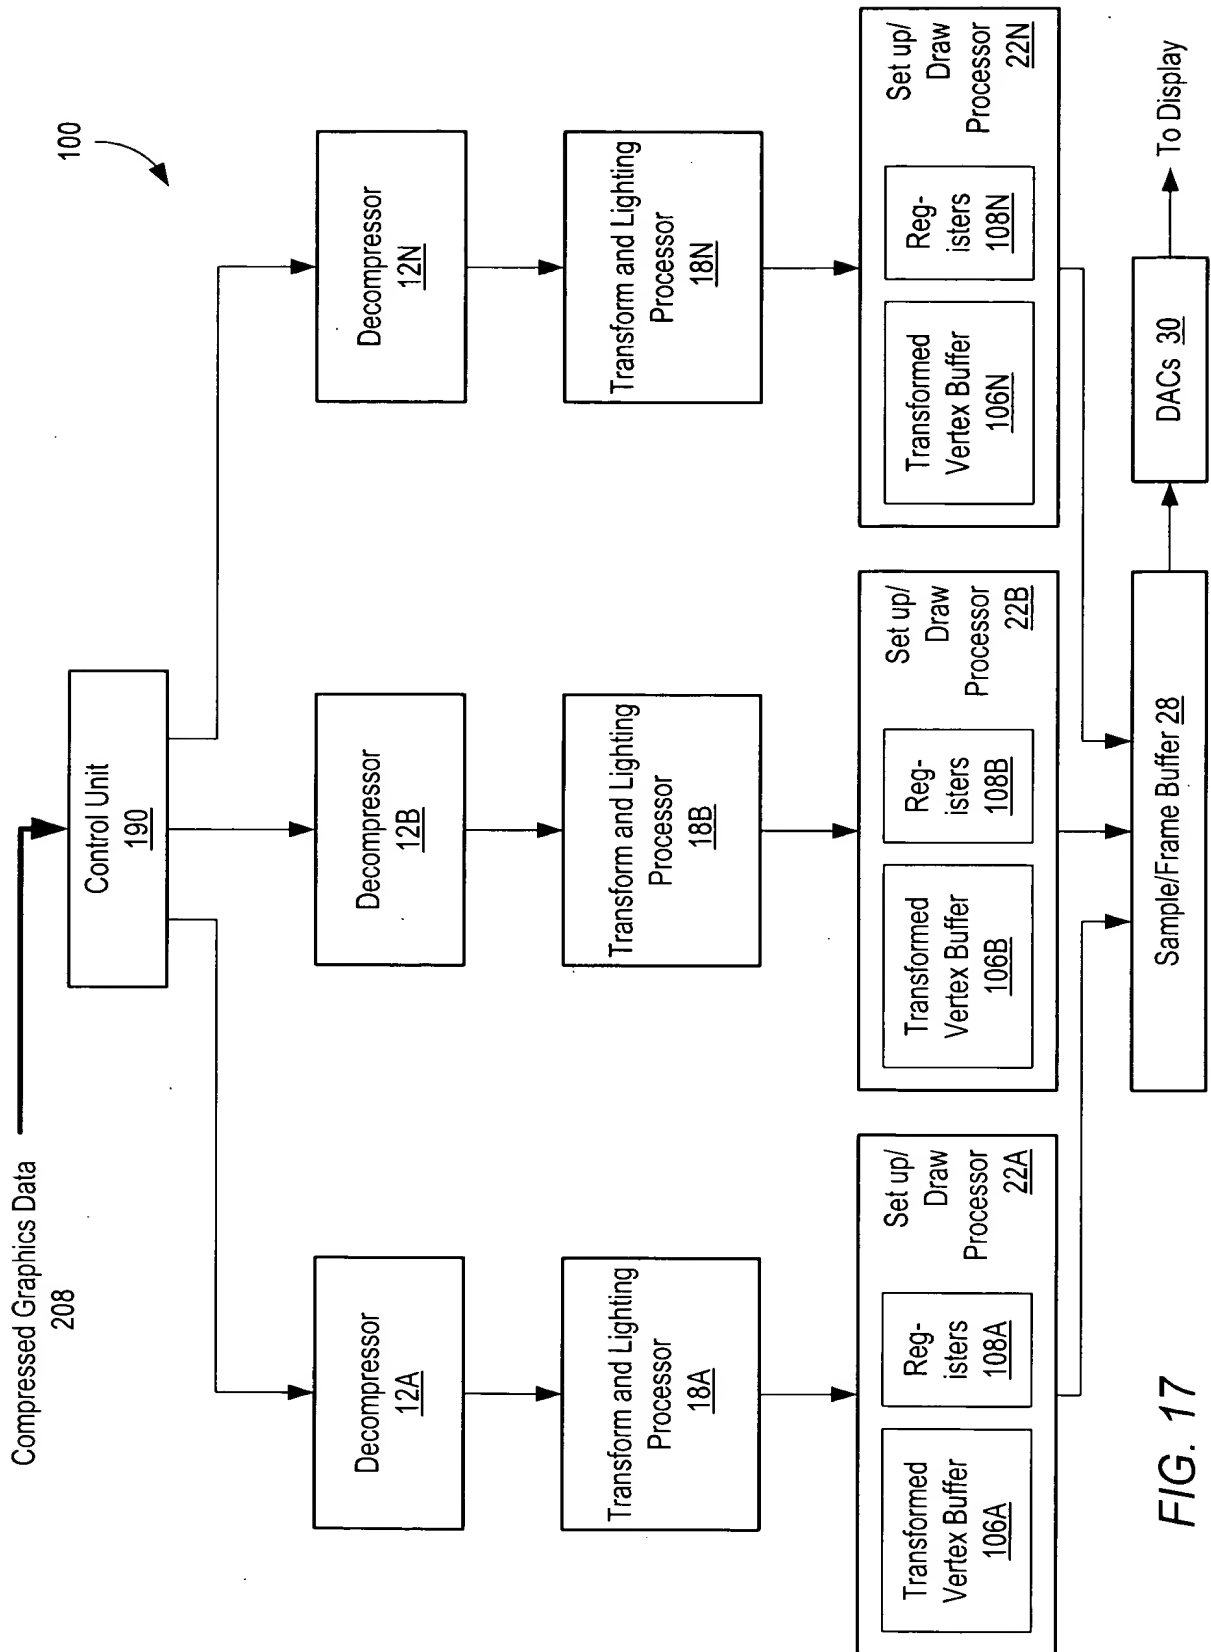 Compressed Graphics Data
208
100
Control Unit
190
Decompressor
12A
Decompressor
12B
Decompressor
12N
Transform and Lighting
Processor
18A
Transform and Lighting
Processor
18B
Transform and Lighting
Processor
18N
Transformed
Vertex Buffer
106A
Reg-
isters
108A
Set up/
Draw
Processor
22A
Transformed
Vertex Buffer
106B
Reg-
isters
108B
Set up/
Draw
Processor
22B
Transformed
Vertex Buffer
106N
Reg-
isters
108N
Set up/
Draw
Processor
22N
Sample/Frame Buffer 28
DACs 30
To Display
FIG. 17